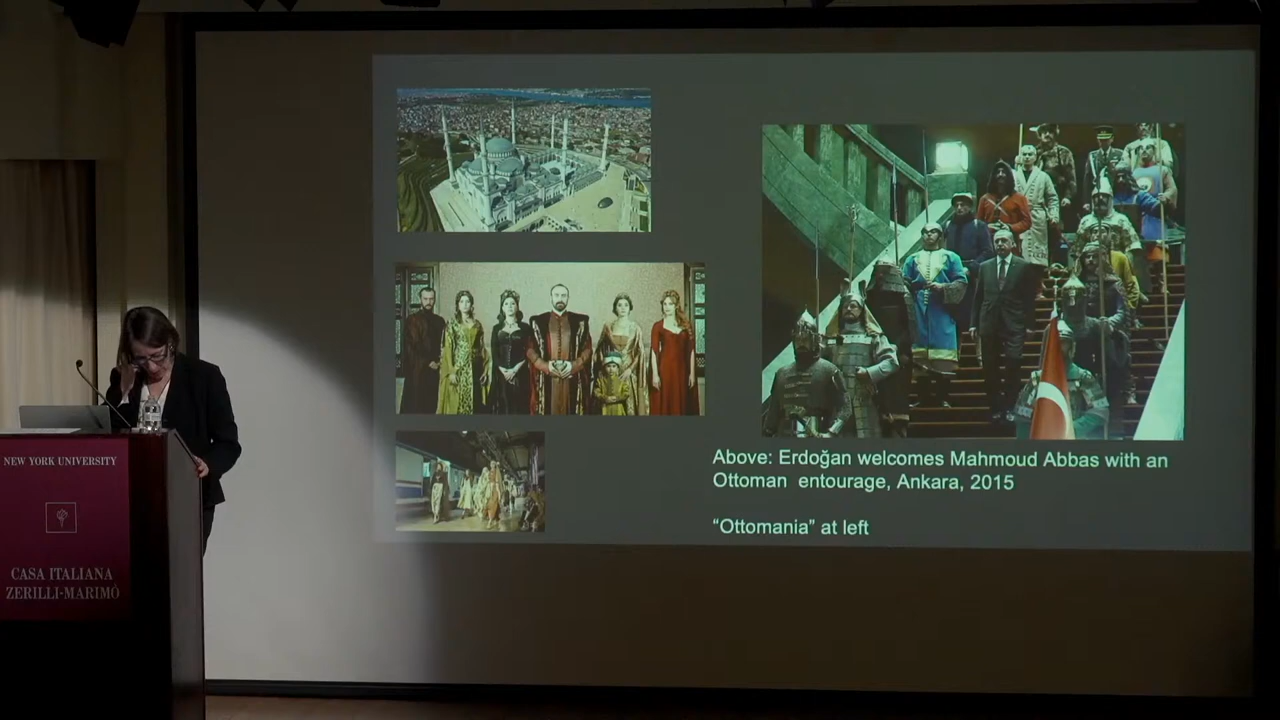 NEW YORK UNIVERSITY
CASA ITALIANA
ZERILLI-MARIMÒ
Above: Erdoğan welcomes Mahmoud Abbas with an
Ottoman entourage, Ankara, 2015
“Ottomania” at left